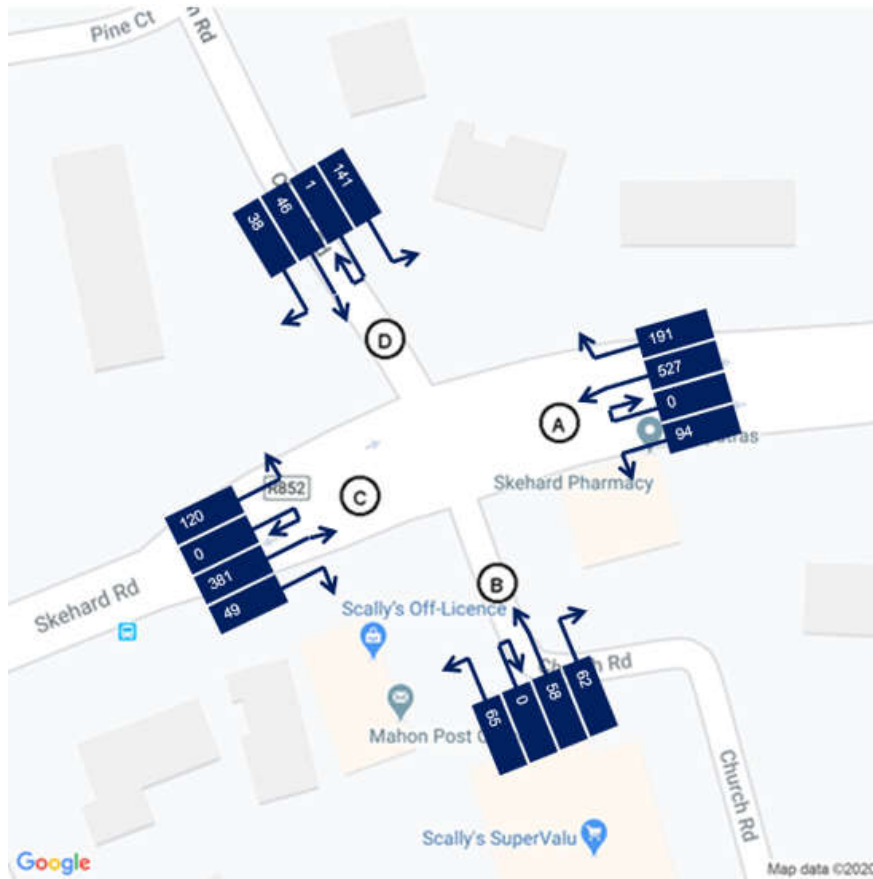 Pine Ct
h Rd
38
46
1
141
D
191
527
0
94
A
Skehard Pharmacy
R852
C
120
0
381
49
Skehard Rd
B
Scally's Off-Licence
Church Rd
65
0
58
62
Mahon Post
Church Rd
Scally's SuperValu
Google
Map data ©2020